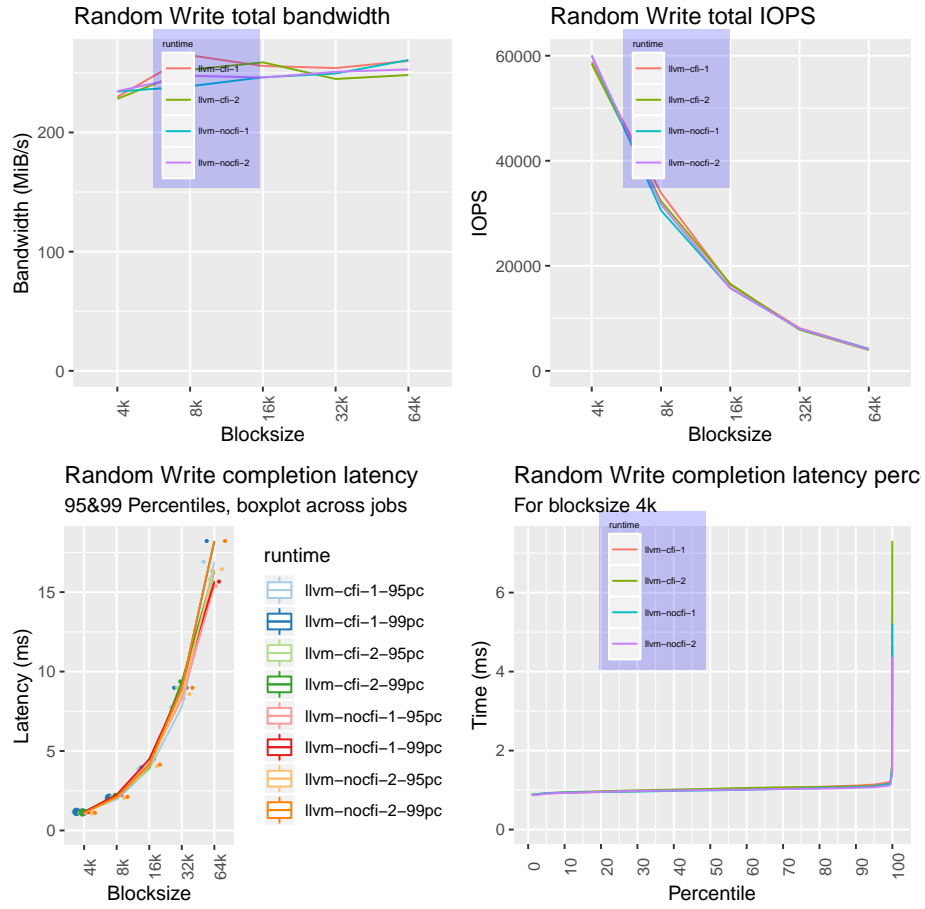 Random Write total bandwidth
runtime
llvm−cfi−1
llvm−cfi−2
llvm−nocfi−1
llvm−nocfi−2
200
100
0
Bandwidth (MiB/s)
4k
8k
16k
32k
64k
Blocksize
Random Write total IOPS
runtime
llvm−cfi−1
llvm−cfi−2
llvm−nocfi−1
llvm−nocfi−2
60000
40000
20000
0
IOPS
4k
8k
16k
32k
64k
Blocksize
Random Write completion latency
95&99 Percentiles, boxplot across jobs
15
10
5
0
Latency (ms)
4k
8k
16k
32k
64k
Blocksize
runtime
llvm−cfi−1−95pc
llvm−cfi−1−99pc
llvm−cfi−2−95pc
llvm−cfi−2−99pc
llvm−nocfi−1−95pc
llvm−nocfi−1−99pc
llvm−nocfi−2−95pc
llvm−nocfi−2−99pc
Random Write completion latency perc
For blocksize 4k
runtime
llvm−cfi−1
llvm−cfi−2
llvm−nocfi−1
llvm−nocfi−2
6
4
2
0
Time (ms)
0
10
20
30
40
50
60
70
80
90
100
Percentile